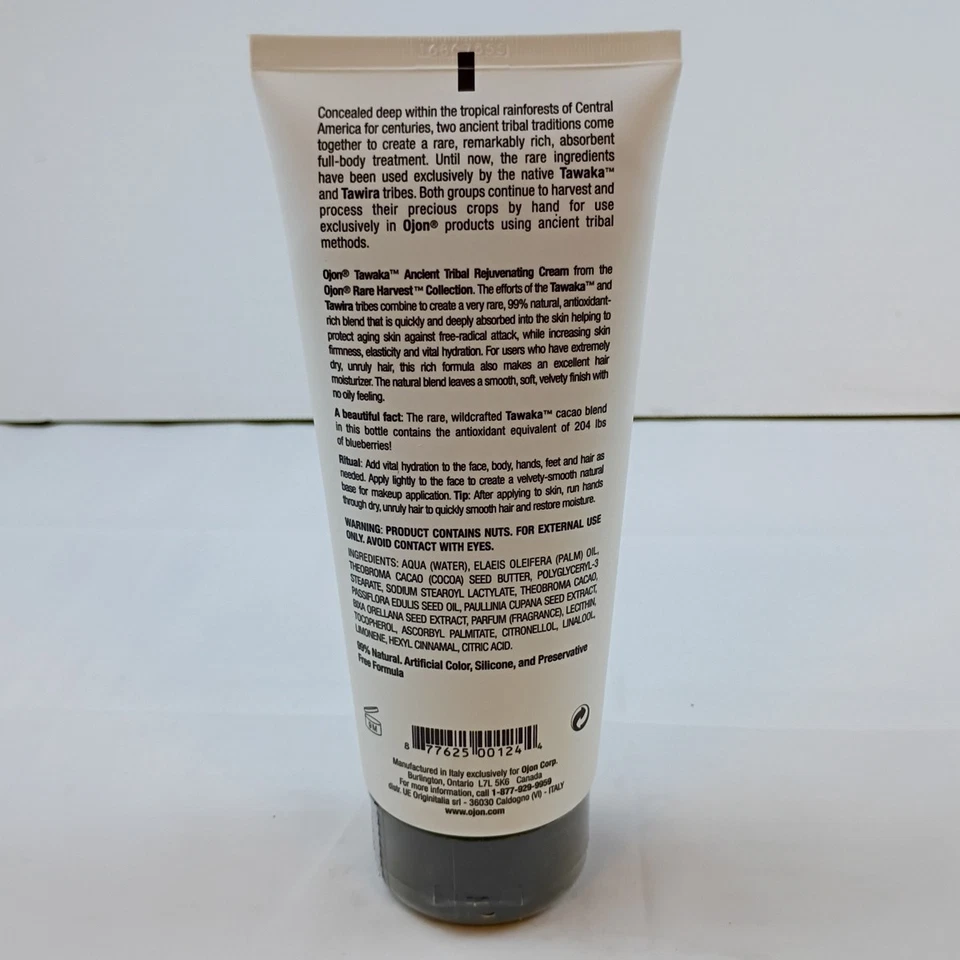 Concealed deep within the tropical rainforests of Central
America for centuries, two ancient tribal traditions come
together to create a rare, remarkably rich, absorbent
full-body treatment. Until now, the rare ingredients
have been used exclusively by the native Tawaka™
and Tawira tribes. Both groups continue to harvest and
process their precious crops by hand for use
exclusively in Ojon® products using ancient tribal
methods.
Ojon® Tawaka™ Ancient Tribal Rejuvenating Cream from the
Ojon® Rare Harvest™ Collection. The efforts of the Tawaka™ and
Tawira tribes combine to create a very rare, 99% natural, antioxidant-
rich blend that is quickly and deeply absorbed into the skin helping to
protect aging skin against free-radical attack, while increasing skin
firmness, elasticity and vital hydration. For users who have extremely
dry, unruly hair, this rich formula also makes an excellent hair
moisturizer. The natural blend leaves a smooth, soft, velvety finish with
no oily feeling.
A beautiful fact: The rare, wildcrafted Tawaka™ cacao blend
in this bottle contains the antioxidant equivalent of 204 lbs
of blueberries!
Ritual: Add vital hydration to the face, body, hands, feet and hair as
needed. Apply lightly to the face to create a velvety-smooth natural
base for makeup application. Tip: After applying to skin, run hands
through dry, unruly hair to quickly smooth hair and restore moisture.
WARNING: PRODUCT CONTAINS NUTS. FOR EXTERNAL USE
ONLY. AVOID CONTACT WITH EYES.
INGREDIENTS: AQUA (WATER), ELAEIS OLEIFERA (PALM) OIL,
THEOBROMA CACAO (COCOA) SEED BUTTER, POLYGLYCERYL-3
STEARATE, SODIUM STEAROYL LACTYLATE, THEOBROMA CACAO,
PASSIFLORA EDULIS SEED OIL, PAULLINIA CUPANA SEED EXTRACT,
BIXA ORELLANA SEED EXTRACT, PARFUM (FRAGRANCE), LECITHIN,
TOCOPHEROL, ASCORBYL PALMITATE, CITRONELLOL, LINALOOL,
LIMONENE, HEXYL CINNAMAL, CITRIC ACID.
99% Natural. Artificial Color, Silicone, and Preservative
Free Formula
8 77625 00124 4
Manufactured in Italy exclusively for Ojon Corp.
Burlington, Ontario L7L 5K6 Canada
For more information, call 1-877-929-9959
distr. UE Originitalia srl - 36030 Caldogno (VI) - ITALY
www.ojon.com